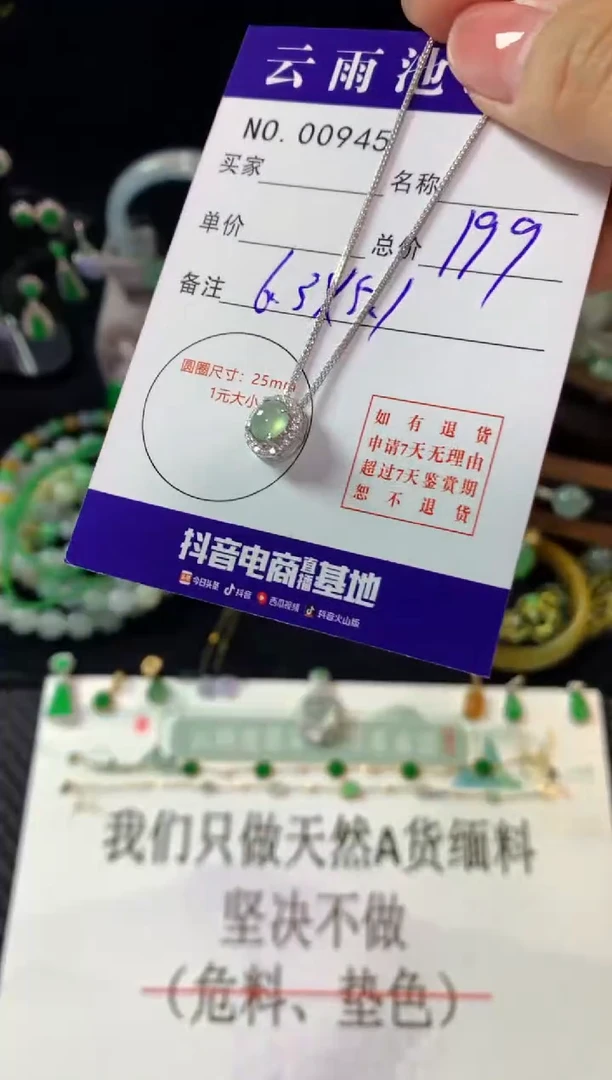 云雨池
NO. 00945
买家
名称
单价
总价 199
备注 6.3X5.1
圆圈尺寸：25mm
1元大小
如有退货
申请7天无理由
超过7天鉴赏期
恕不退货
抖音电商直播基地
今日头条 抖音 西瓜视频 抖音火山版
我们只做天然A货缅料
坚决不做
（危料、垫色）